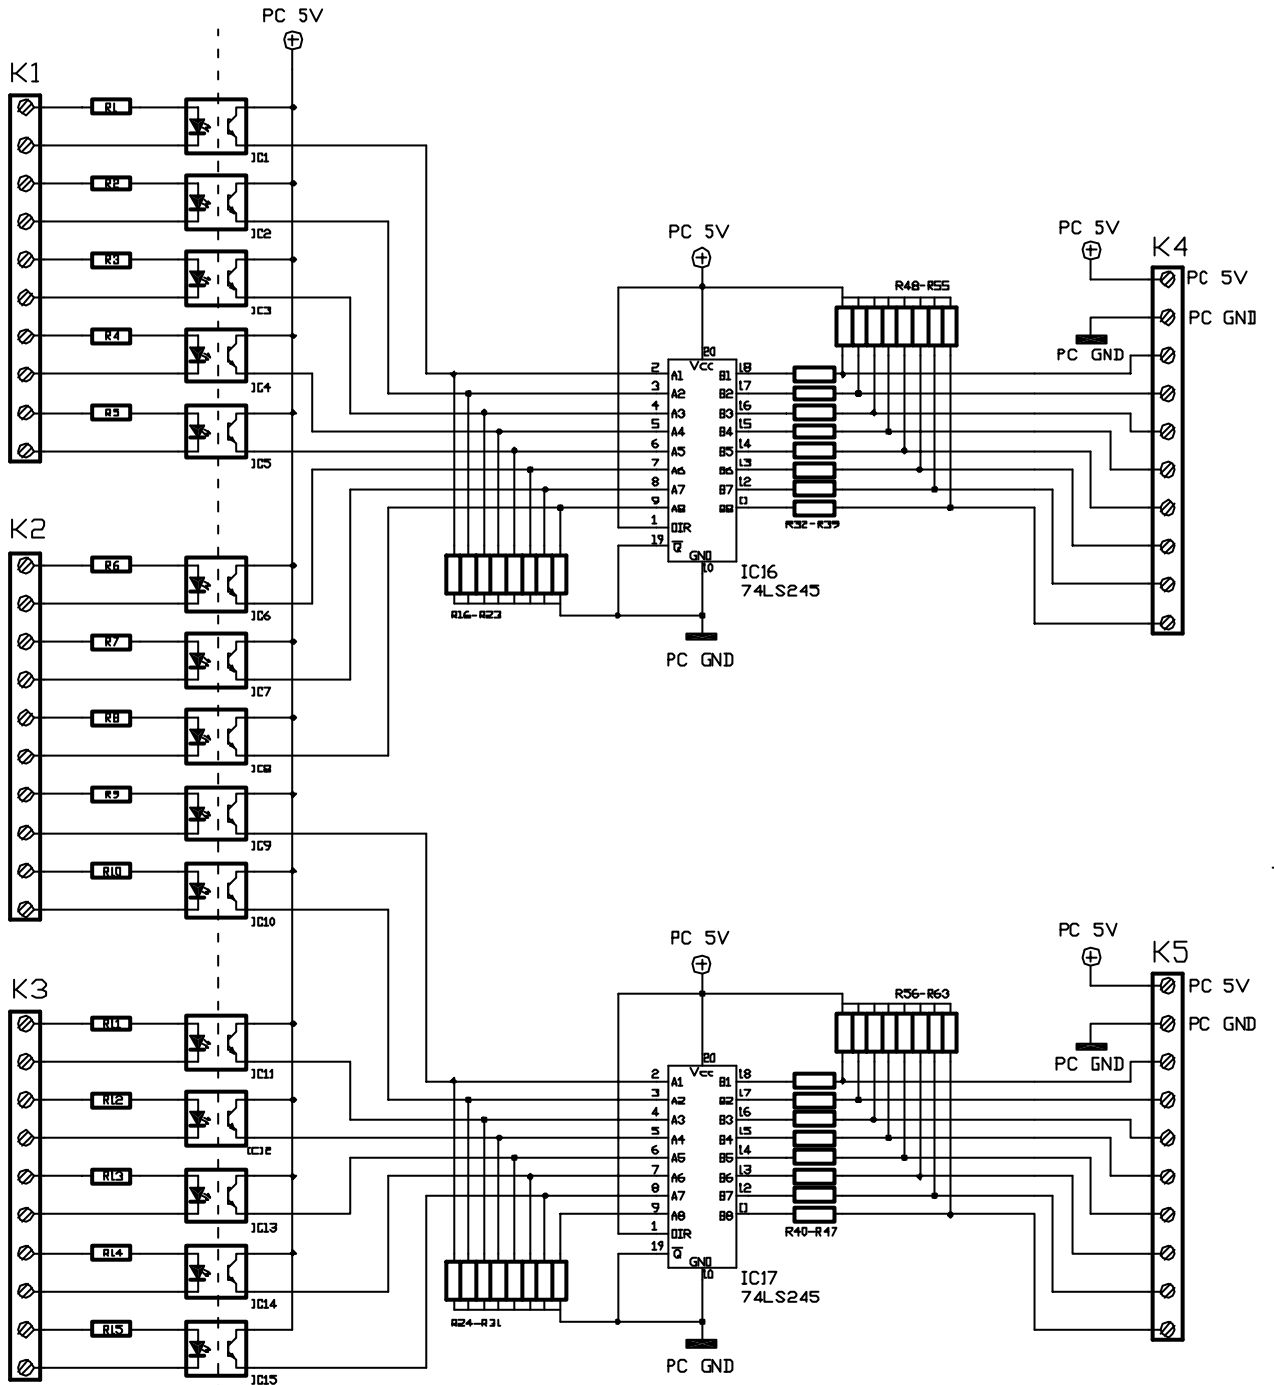 PC 5V
K1
R1
IC1
R2
IC2
R3
IC3
R4
IC4
R5
IC5
K2
R6
IC6
R7
IC7
R8
IC8
R9
IC9
R10
IC10
K3
R11
IC11
R12
IC12
R13
IC13
R14
IC14
R15
IC15
PC 5V
20
Vcc
2 A1 B1 18
3 A2 B2 17
4 A3 B3 16
5 A4 B4 15
6 A5 B5 14
7 A6 B6 13
8 A7 B7 12
9 A8 B8 11
1 DIR
19 Q
GND
10
IC16
74LS245
PC GND
R16-R23
R32-R39
R48-R55
PC 5V
K4
PC 5V
PC GND
PC GND
PC 5V
20
Vcc
2 A1 B1 18
3 A2 B2 17
4 A3 B3 16
5 A4 B4 15
6 A5 B5 14
7 A6 B6 13
8 A7 B7 12
9 A8 B8 11
1 DIR
19 Q
GND
10
IC17
74LS245
PC GND
R24-R31
R40-R47
R56-R63
PC 5V
K5
PC 5V
PC GND
PC GND